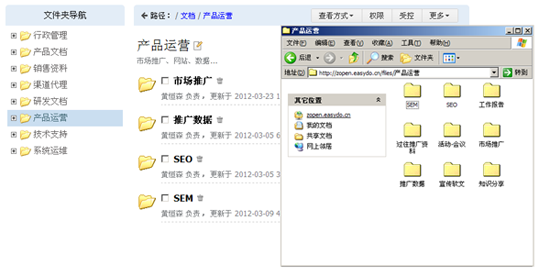 文件夹导航
行政管理
产品文档
销售资料
渠道代理
研发文档
产品运营
技术支持
系统运维
路径： / 文档 / 产品运营
查看方式 权限 受控 更多
产品运营
市场推广、网站、数据...
市场推广
黄恒森 负责，更新于 2012-03-23 1
推广数据
黄恒森 负责，更新于 2012-03-05 6
SEO
黄恒森 负责，更新于 2012-03-05 3
SEM
黄恒森 负责，更新于 2012-03-09 4
产品运营
文件(F) 编辑(E) 查看(V) 收藏(A) 工具(T) 帮助(H)
后退 搜索 文件夹
地址(D) http://zopen.easydo.cn/files/产品运营 转到
其它位置
zopen.easydo.cn
我的文档
共享文档
网上邻居
SEM SEO 工作报告
过往推广资料 活动-会议 市场推广
推广数据 宣传软文 知识分享